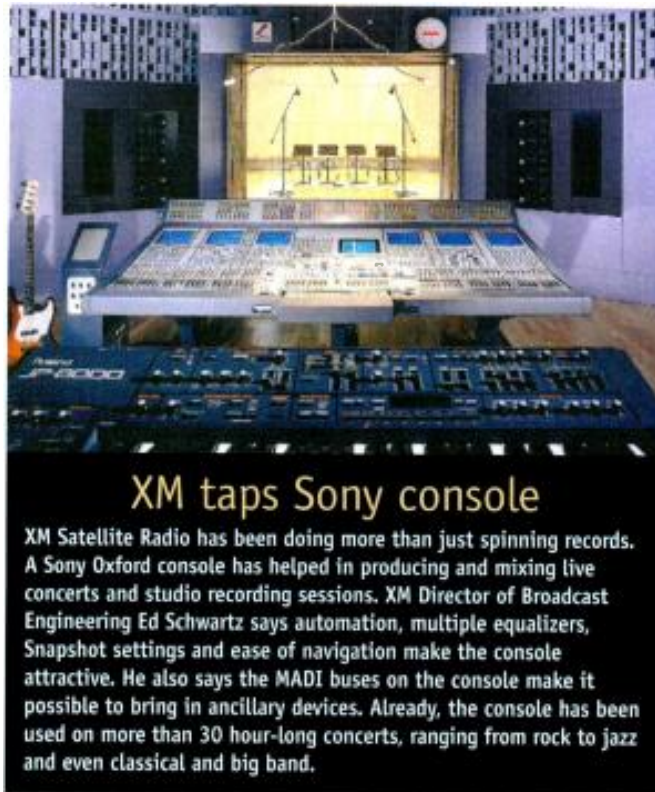 Roland
JP-8000
XM taps Sony console
XM Satellite Radio has been doing more than just spinning records.
A Sony Oxford console has helped in producing and mixing live
concerts and studio recording sessions. XM Director of Broadcast
Engineering Ed Schwartz says automation, multiple equalizers,
Snapshot settings and ease of navigation make the console
attractive. He also says the MADI buses on the console make it
possible to bring in ancillary devices. Already, the console has been
used on more than 30 hour-long concerts, ranging from rock to jazz
and even classical and big band.